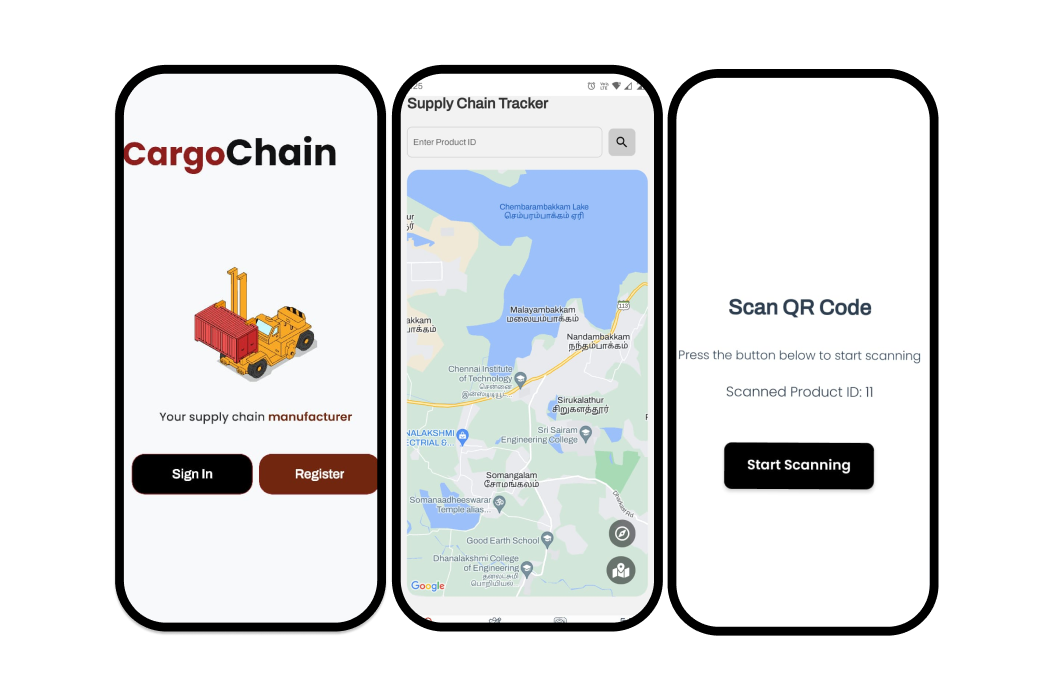 CargoChain
Your supply chain manufacturer
Sign In
Register
:25
Supply Chain Tracker
Enter Product ID
Chembarambakkam Lake
செம்பரம்பாக்கம் ஏரி
ur
ூர்
113
Malayambakkam
மலையம்பாக்கம்
akkam
பாக்கம்
Nandambakkam
நந்தம்பாக்கம்
Chennai Institute
of Technology
சென்னை
Sirukalathur
சிறுகளத்தூர்
NALAKSHMI
ECTRIAL &...
Sri Sairam
Engineering College
Somangalam
சோமங்கலம்
Somanaadheeswarar
Temple alias...
Good Earth School
Dhanalakshmi College
of Engineering
தனலட்சுமி
பொறியியல்
Google
Scan QR Code
Press the button below to start scanning
Scanned Product ID: 11
Start Scanning